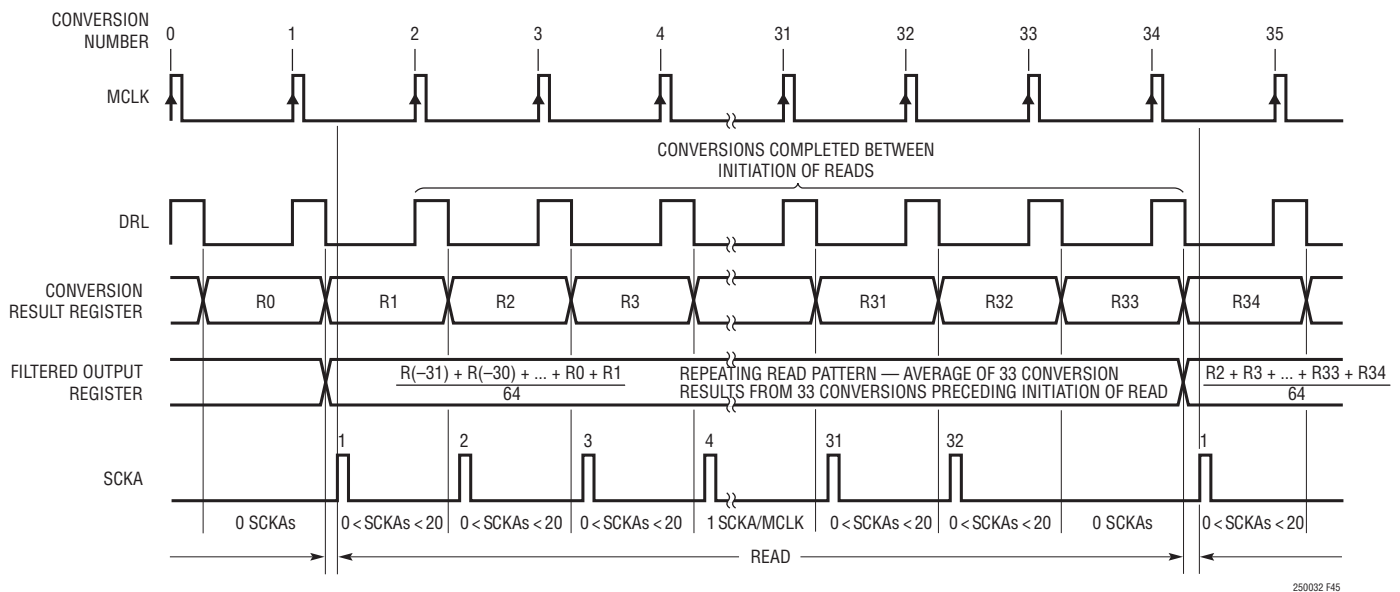 CONVERSION
NUMBER
0 1 2 3 4 31 32 33 34 35
MCLK
CONVERSIONS COMPLETED BETWEEN
INITIATION OF READS
DRL
CONVERSION
RESULT REGISTER
R0 R1 R2 R3 R31 R32 R33 R34
FILTERED OUTPUT
REGISTER
R(–31) + R(–30) + ... + R0 + R1
64
REPEATING READ PATTERN — AVERAGE OF 33 CONVERSION
RESULTS FROM 33 CONVERSIONS PRECEDING INITIATION OF READ
R2 + R3 + ... + R33 + R34
64
1 2 3 4 31 32 1
SCKA
0 SCKAs 0 < SCKAs < 20 0 < SCKAs < 20 0 < SCKAs < 20 1 SCKA/MCLK 0 < SCKAs < 20 0 < SCKAs < 20 0 SCKAs 0 < SCKAs < 20
READ
250032 F45